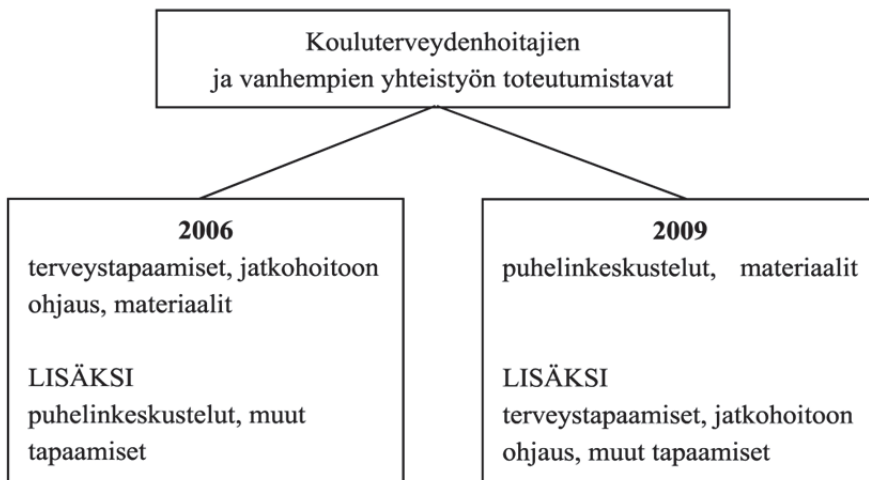 Kouluterveydenhoitajien
ja vanhempien yhteistyön toteutumistavat
2006
terveystapaamiset, jatkohoitoon
ohjaus, materiaalit
LISÄKSI
puhelinkeskustelut, muut
tapaamiset
2009
puhelinkeskustelut, materiaalit
LISÄKSI
terveystapaamiset, jatkohoitoon
ohjaus, muut tapaamiset